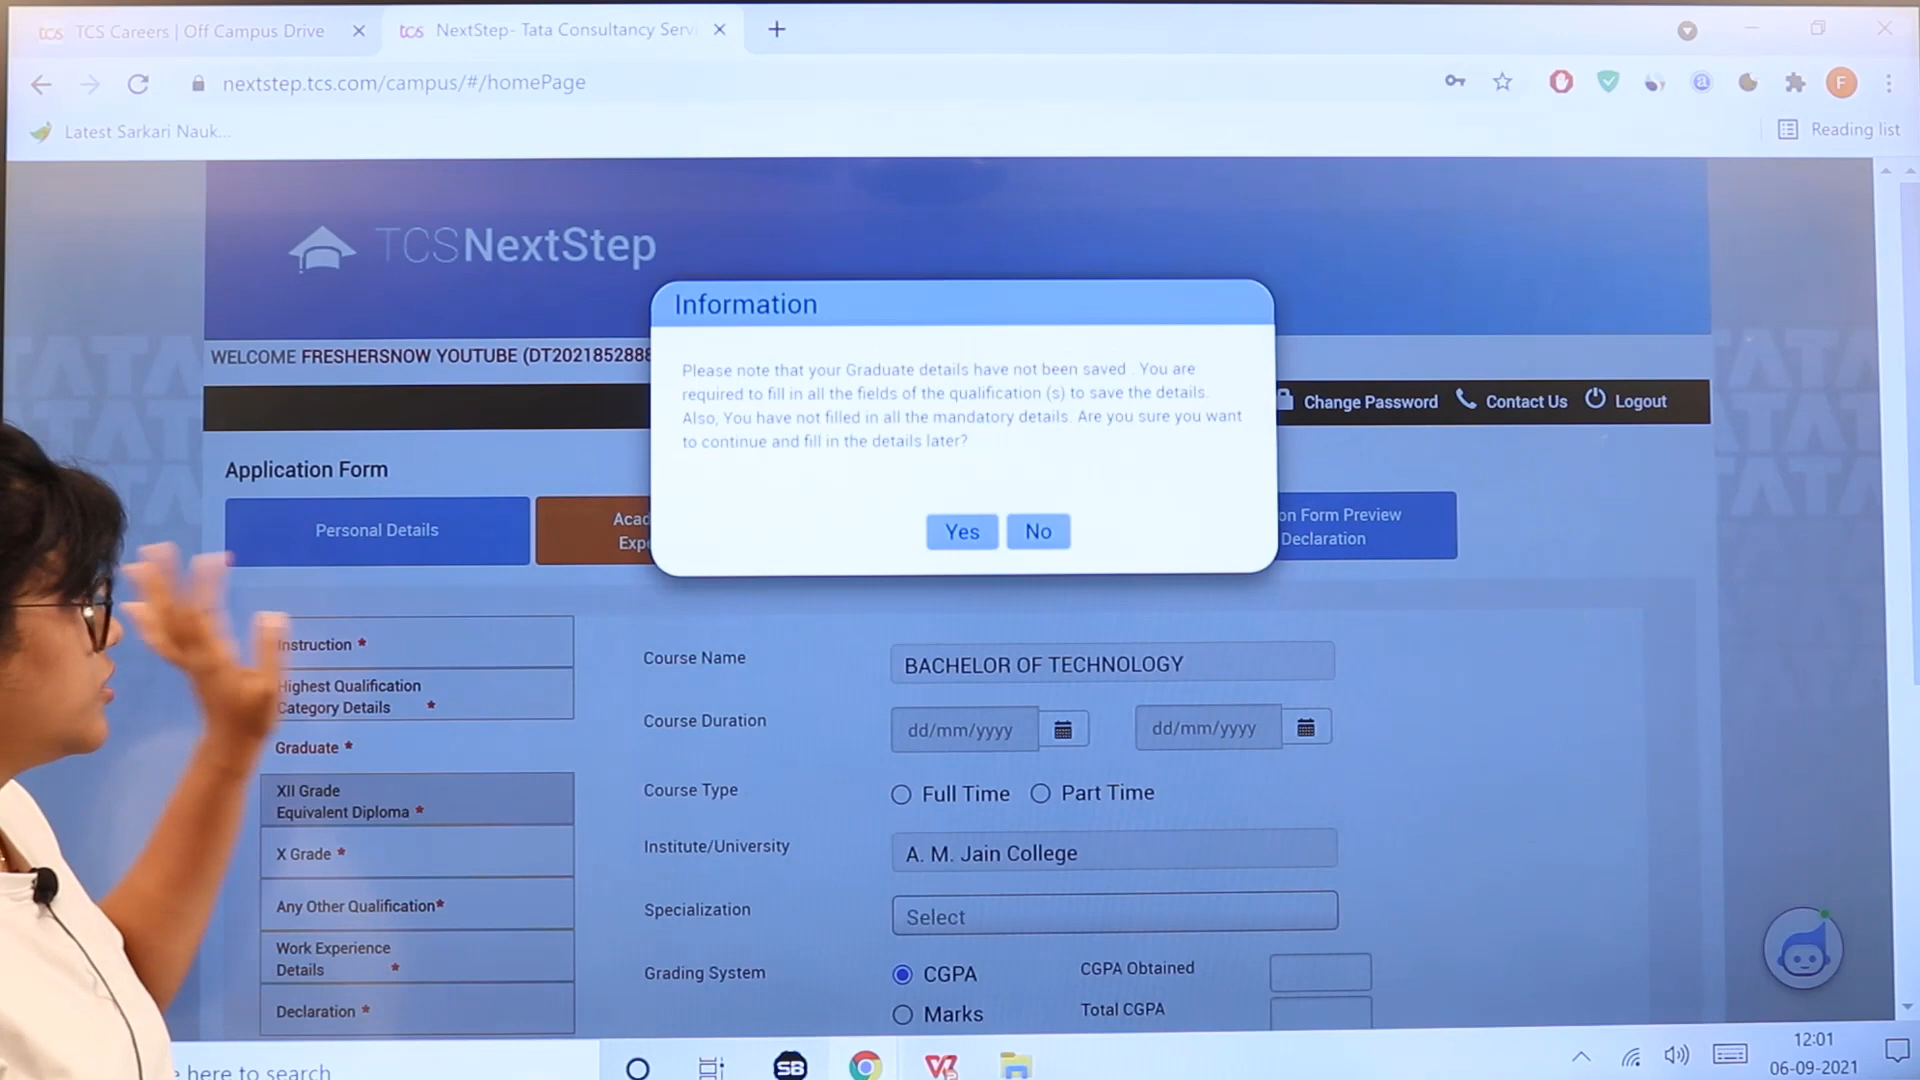 TCS Careers | Off Campus Drive
NextStep- Tata Consultancy Serv
nextstep.tcs.com/campus/#/homePage
F
Latest Sarkari Nauk...
Reading list
TCSNextStep
Information
WELCOME FRESHERSNOW YOUTUBE (DT2021852888
Please note that your Graduate details have not been saved . You are
required to fill in all the fields of the qualification (s) to save the details.
Also, You have not filled in all the mandatory details. Are you sure you want
to continue and fill in the details later?
Change Password
Contact Us
Logout
Yes
No
Application Form
Personal Details
Acad
Exp
on Form Preview
Declaration
Instruction *
Highest Qualification
Category Details *
Graduate *
XII Grade
Equivalent Diploma *
X Grade *
Any Other Qualification*
Work Experience
Details *
Declaration *
Course Name
BACHELOR OF TECHNOLOGY
Course Duration
dd/mm/yyyy
dd/mm/yyyy
Course Type
Full Time
Part Time
Institute/University
A. M. Jain College
Specialization
Select
Grading System
CGPA
CGPA Obtained
Marks
Total CGPA
TATA
TATA
here to search
SB
12:01
06-09-2021